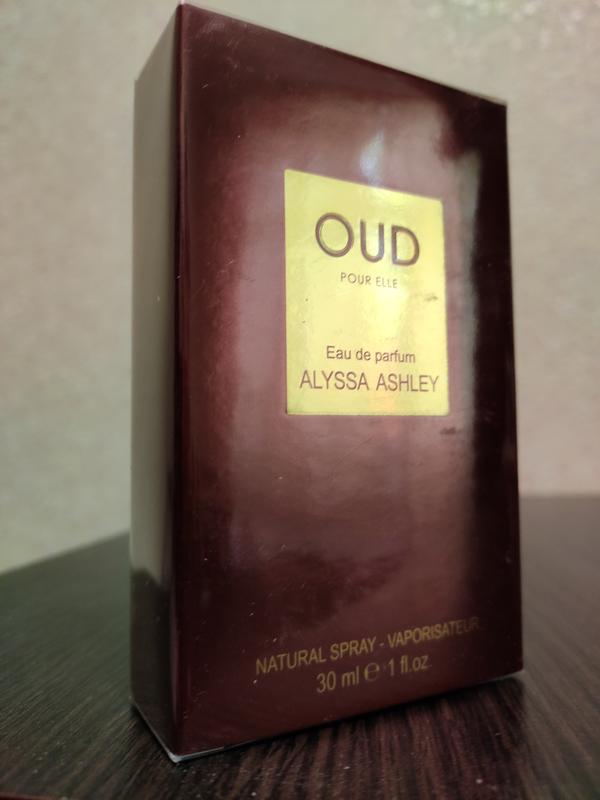 OUD
POUR ELLE
Eau de parfum
ALYSSA ASHLEY
NATURAL SPRAY - VAPORISATEUR
30 ml ℮ 1 fl.oz.